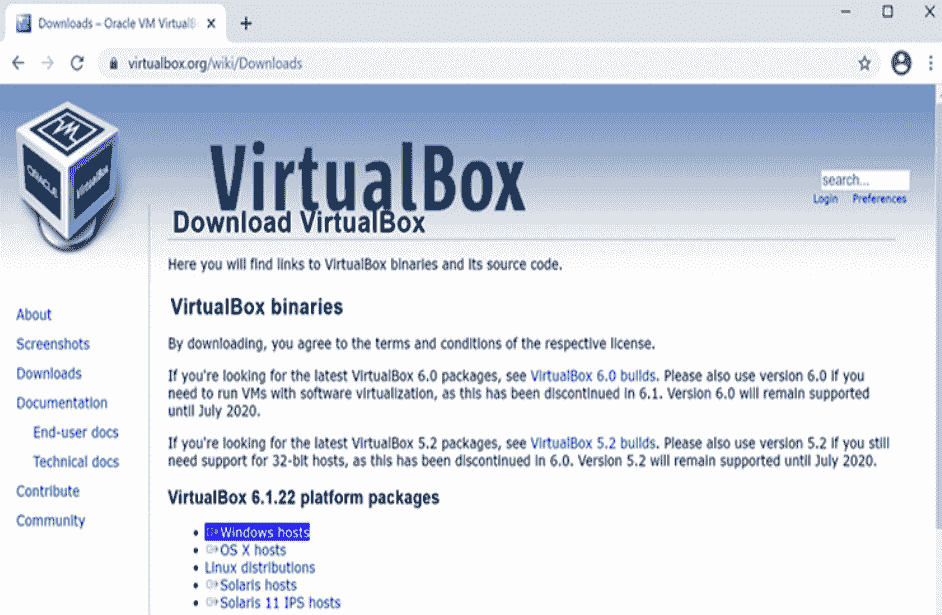 Downloads – Oracle VM VirtualB
virtualbox.org/wiki/Downloads
ORACLE
VirtualBox
VirtualBox
search...
Login Preferences
Download VirtualBox
Here you will find links to VirtualBox binaries and its source code.
About
Screenshots
Downloads
Documentation
End-user docs
Technical docs
Contribute
Community
VirtualBox binaries
By downloading, you agree to the terms and conditions of the respective license.
If you're looking for the latest VirtualBox 6.0 packages, see VirtualBox 6.0 builds. Please also use version 6.0 if you
need to run VMs with software virtualization, as this has been discontinued in 6.1. Version 6.0 will remain supported
until July 2020.
If you're looking for the latest VirtualBox 5.2 packages, see VirtualBox 5.2 builds. Please also use version 5.2 if you still
need support for 32-bit hosts, as this has been discontinued in 6.0. Version 5.2 will remain supported until July 2020.
VirtualBox 6.1.22 platform packages
Windows hosts
OS X hosts
Linux distributions
Solaris hosts
Solaris 11 IPS hosts